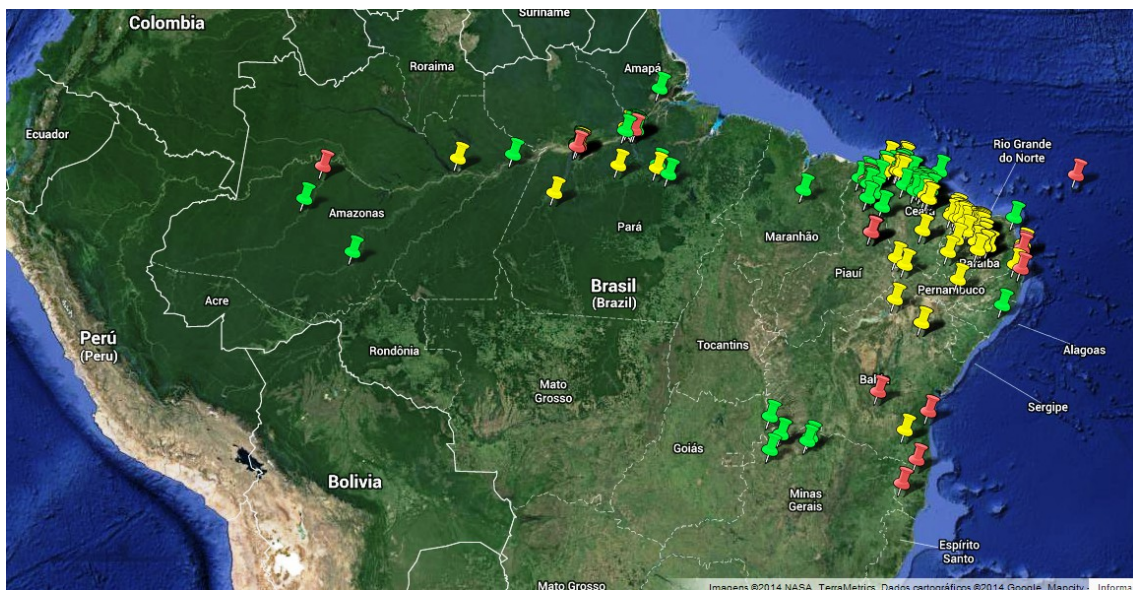 Colombia
Suriname
Roraima
Amapá
Ecuador
Rio Grande
do Norte
Amazonas
Ceará
Pará
Maranhão
Paraíba
Piauí
Brasil
(Brazil)
Pernambuco
Acre
Perú
(Peru)
Rondônia
Tocantins
Alagoas
Mato
Grosso
Sergipe
Goiás
Bolivia
Minas
Gerais
Espírito
Santo
Mato Grosso
Imagens ©2014 NASA, TerraMetrics, Dados cartográficos ©2014 Google, Mapcity - Informa